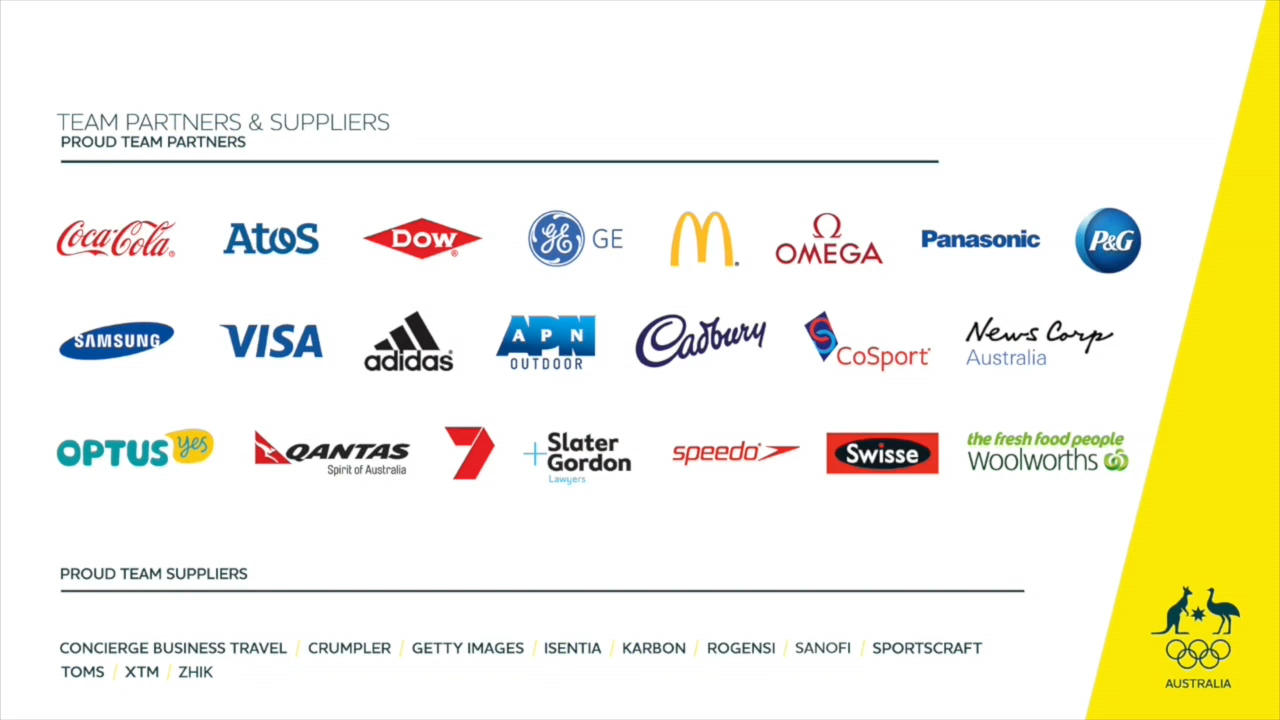 TEAM PARTNERS & SUPPLIERS
PROUD TEAM PARTNERS
Coca-Cola® Atos DOW® GE GE M® Ω OMEGA Panasonic P&G
SAMSUNG VISA adidas® APN OUTDOOR Cadbury CoSport News Corp Australia
OPTUS yes QANTAS Spirit of Australia 7 Slater Gordon Lawyers speedo® Swisse the fresh food people Woolworths
PROUD TEAM SUPPLIERS
CONCIERGE BUSINESS TRAVEL / CRUMPLER / GETTY IMAGES / ISENTIA / KARBON / ROGENSI / SANOFI / SPORTSCRAFT
TOMS / XTM / ZHIK
AUSTRALIA